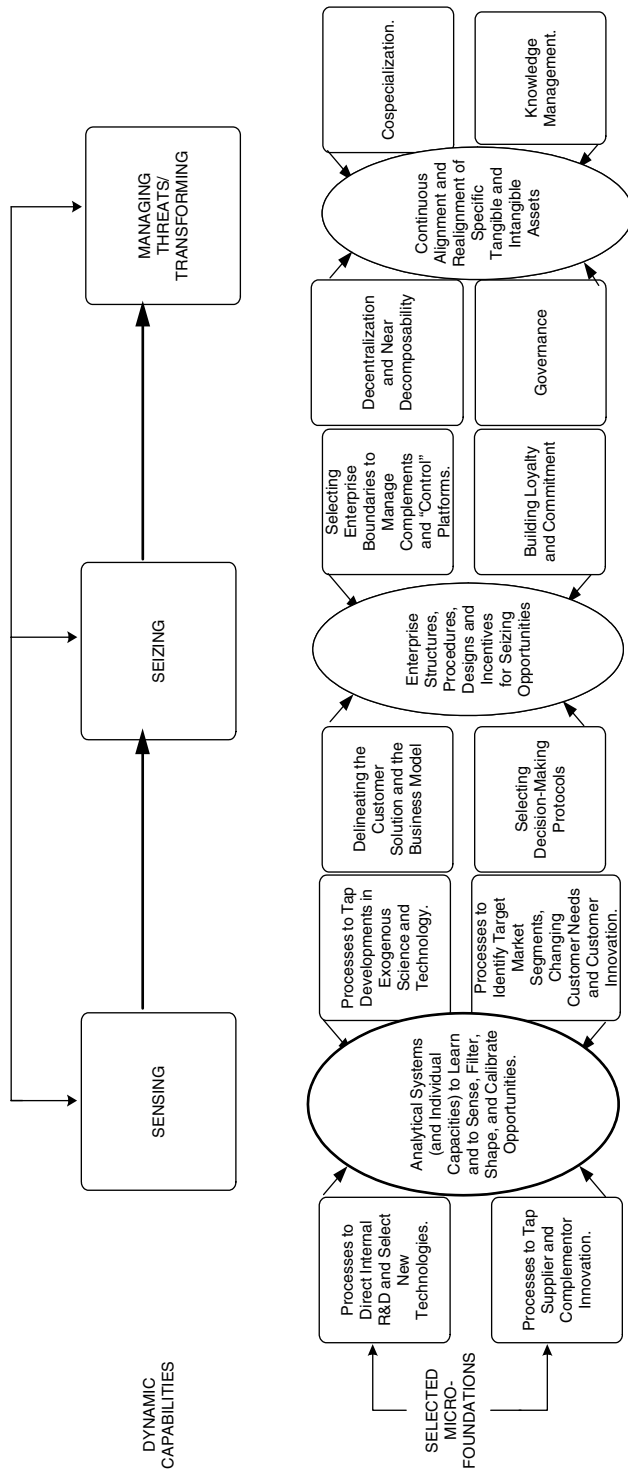 DYNAMIC
CAPABILITIES
SENSING
SEIZING
MANAGING
THREATS/
TRANSFORMING
SELECTED
MICRO-
FOUNDATIONS
Processes to
Direct Internal
R&D and Select
New
Technologies.
Processes to Tap
Supplier and
Complementor
Innovation.
Analytical Systems
(and Individual
Capacities) to Learn
and to Sense, Filter,
Shape, and Calibrate
Opportunities.
Processes to Tap
Developments in
Exogenous
Science and
Technology.
Processes to
Identify Target
Market
Segments,
Changing
Customer Needs
and Customer
Innovation.
Delineating the
Customer
Solution and the
Business Model
Selecting
Decision-Making
Protocols
Enterprise
Structures,
Procedures,
Designs and
Incentives
for Seizing
Opportunities
Selecting
Enterprise
Boundaries to
Manage
Complements
and “Control”
Platforms.
Building Loyalty
and Commitment
Decentralization
and Near
Decomposability
Governance
Continuous
Alignment and
Realignment of
Specific
Tangible and
Intangible
Assets
Cospecialization.
Knowledge
Management.